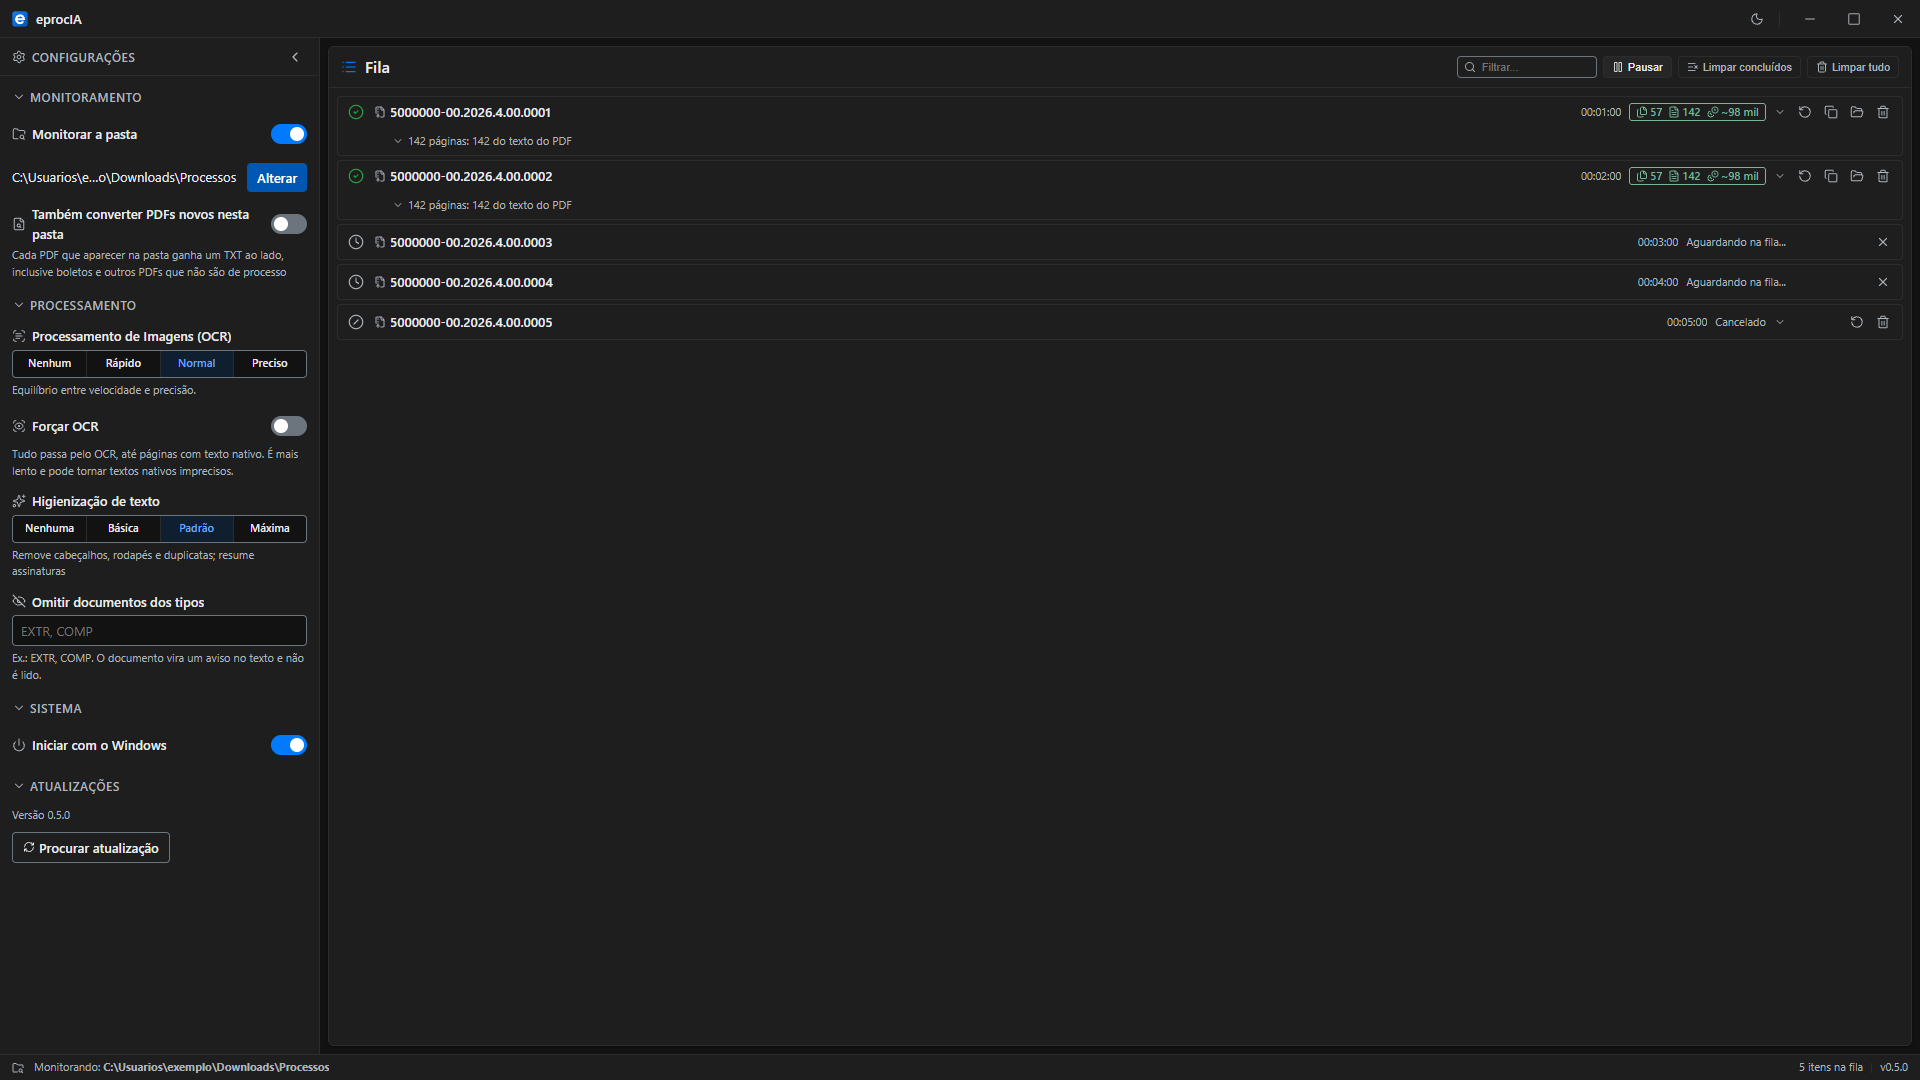 eprocIA
CONFIGURAÇÕES
MONITORAMENTO
Monitorar a pasta
C:\Usuarios\e...o\Downloads\Processos
Alterar
Também converter PDFs novos nesta
pasta
Cada PDF que aparecer na pasta ganha um TXT ao lado,
inclusive boletos e outros PDFs que não são de processo
PROCESSAMENTO
Processamento de Imagens (OCR)
Nenhum Rápido Normal Preciso
Equilíbrio entre velocidade e precisão.
Forçar OCR
Tudo passa pelo OCR, até páginas com texto nativo. É mais
lento e pode tornar textos nativos imprecisos.
Higienização de texto
Nenhuma Básica Padrão Máxima
Remove cabeçalhos, rodapés e duplicatas; resume
assinaturas
Omitir documentos dos tipos
EXTR, COMP
Ex.: EXTR, COMP. O documento vira um aviso no texto e não
é lido.
SISTEMA
Iniciar com o Windows
ATUALIZAÇÕES
Versão 0.5.0
Procurar atualização
Fila
Filtrar... Pausar Limpar concluídos Limpar tudo
5000000-00.2026.4.00.0001 00:01:00 57 142 ~98 mil
142 páginas: 142 do texto do PDF
5000000-00.2026.4.00.0002 00:02:00 57 142 ~98 mil
142 páginas: 142 do texto do PDF
5000000-00.2026.4.00.0003 00:03:00 Aguardando na fila...
5000000-00.2026.4.00.0004 00:04:00 Aguardando na fila...
5000000-00.2026.4.00.0005 00:05:00 Cancelado
Monitorando: C:\Usuarios\exemplo\Downloads\Processos
5 itens na fila v0.5.0